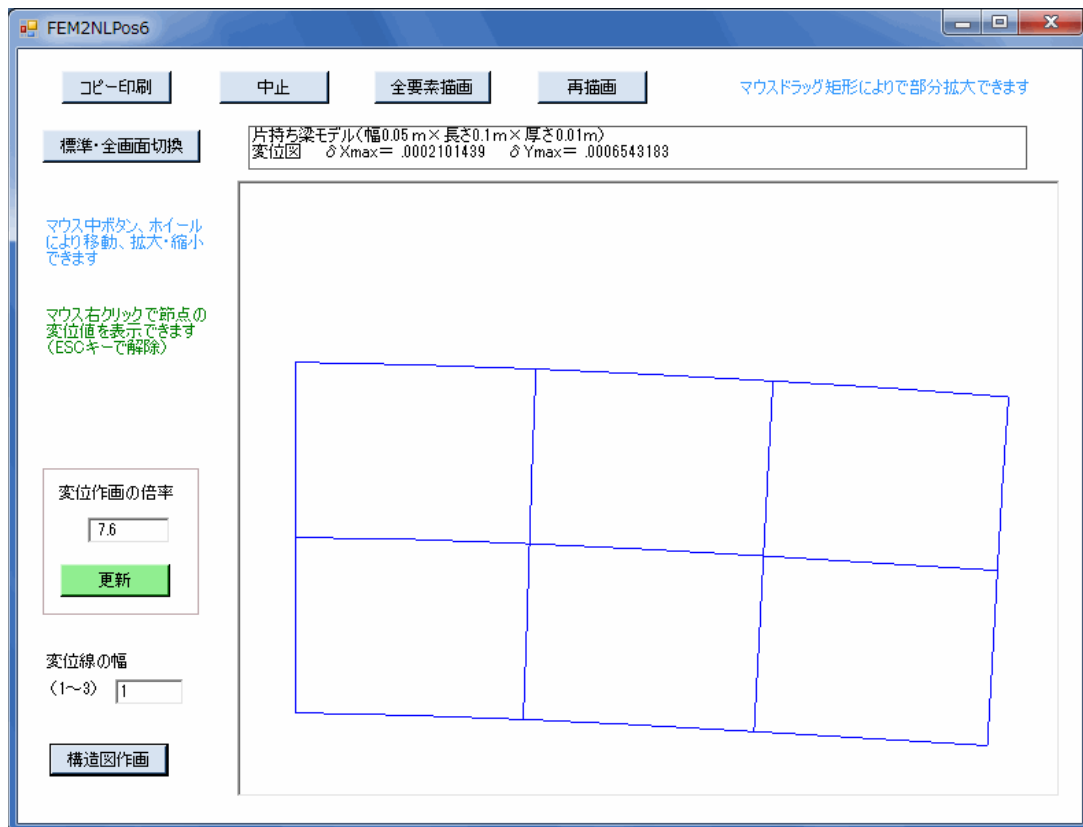 FEM2NLPos6
コピー印刷
中止
全要素描画
再描画
マウスドラッグ矩形によりで部分拡大できます
標準・全画面切換
片持ち梁モデル(幅0.05 m×長さ0.1m×厚さ0.01m)
変位図 δXmax= .0002101439 δYmax= .0006543183
マウス中ボタン、ホイール
により移動、拡大・縮小
できます
マウス右クリックで節点の
変位値を表示できます
(ESCキーで解除)
変位作画の倍率
7.6
更新
変位線の幅
(1~3) 1
構造図作画